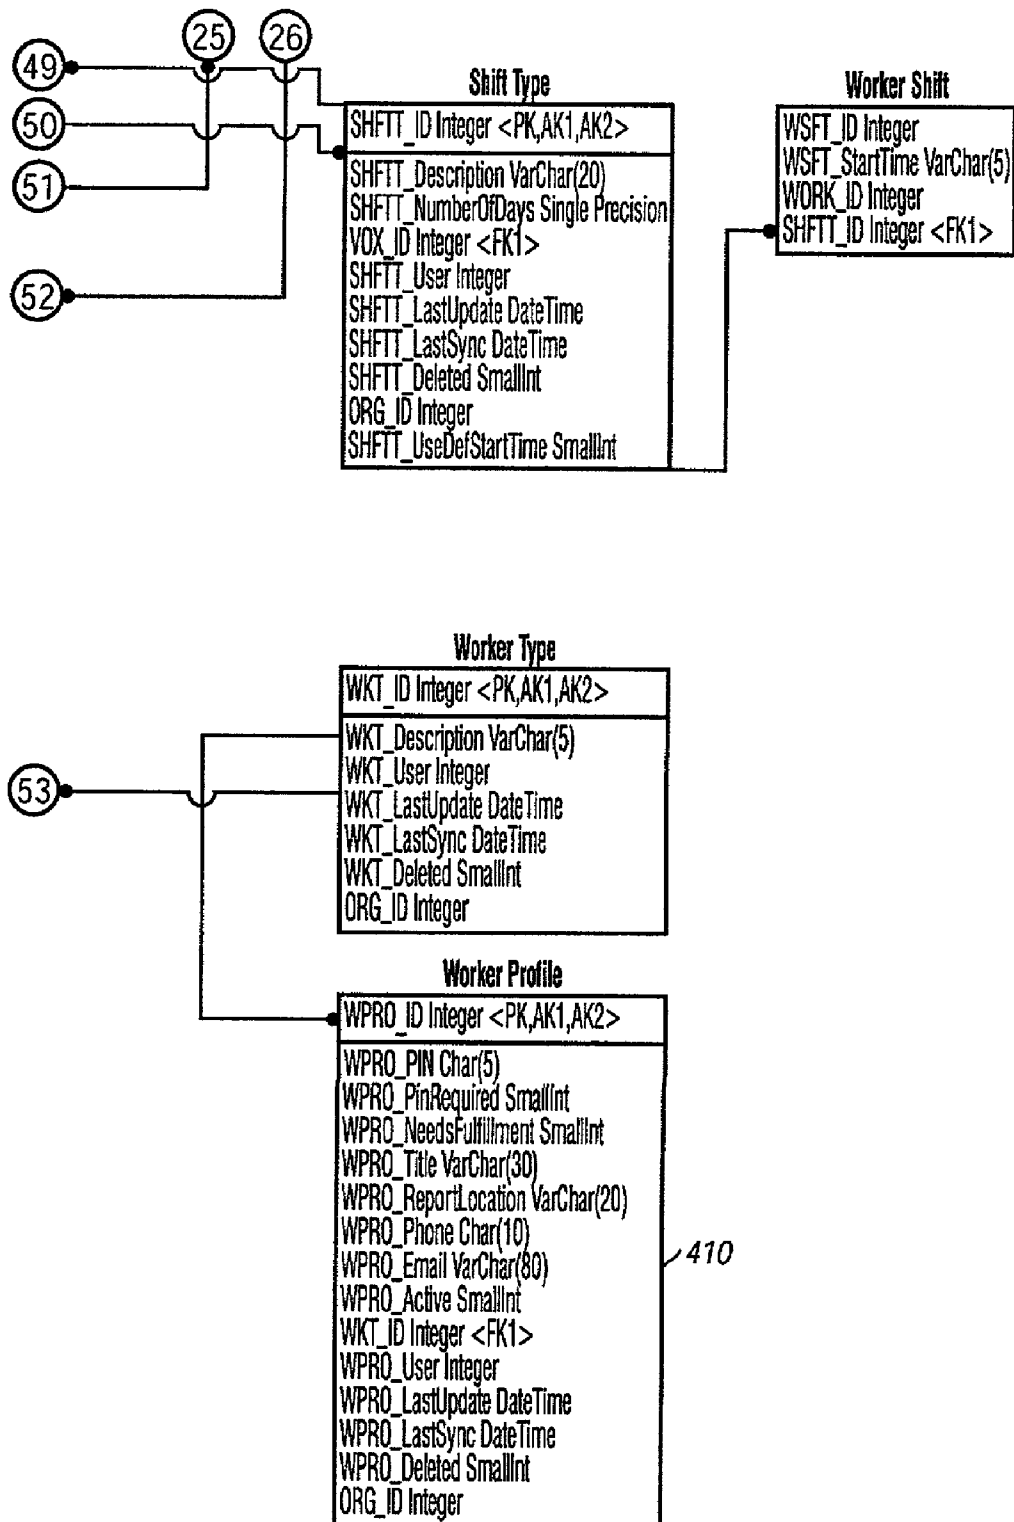 25
26
49
50
51
52
Shift Type
SHFTT_ID Integer <PK,AK1,AK2>
SHFTT_Description VarChar(20)
SHFTT_NumberOfDays Single Precision
VOX_ID Integer <FK1>
SHFTT_User Integer
SHFTT_LastUpdate DateTime
SHFTT_LastSync DateTime
SHFTT_Deleted SmallInt
ORG_ID Integer
SHFTT_UseDefStartTime SmallInt
Worker Shift
WSFT_ID Integer
WSFT_StartTime VarChar(5)
WORK_ID Integer
SHFTT_ID Integer <FK1>
53
Worker Type
WKT_ID Integer <PK,AK1,AK2>
WKT_Description VarChar(5)
WKT_User Integer
WKT_LastUpdate DateTime
WKT_LastSync DateTime
WKT_Deleted SmallInt
ORG_ID Integer
Worker Profile
WPRO_ID Integer <PK,AK1,AK2>
WPRO_PIN Char(5)
WPRO_PinRequired SmallInt
WPRO_NeedsFulfillment SmallInt
WPRO_Title VarChar(30)
WPRO_ReportLocation VarChar(20)
WPRO_Phone Char(10)
WPRO_Email VarChar(80)
WPRO_Active SmallInt
WKT_ID Integer <FK1>
WPRO_User Integer
WPRO_LastUpdate DateTime
WPRO_LastSync DateTime
WPRO_Deleted SmallInt
ORG_ID Integer
410